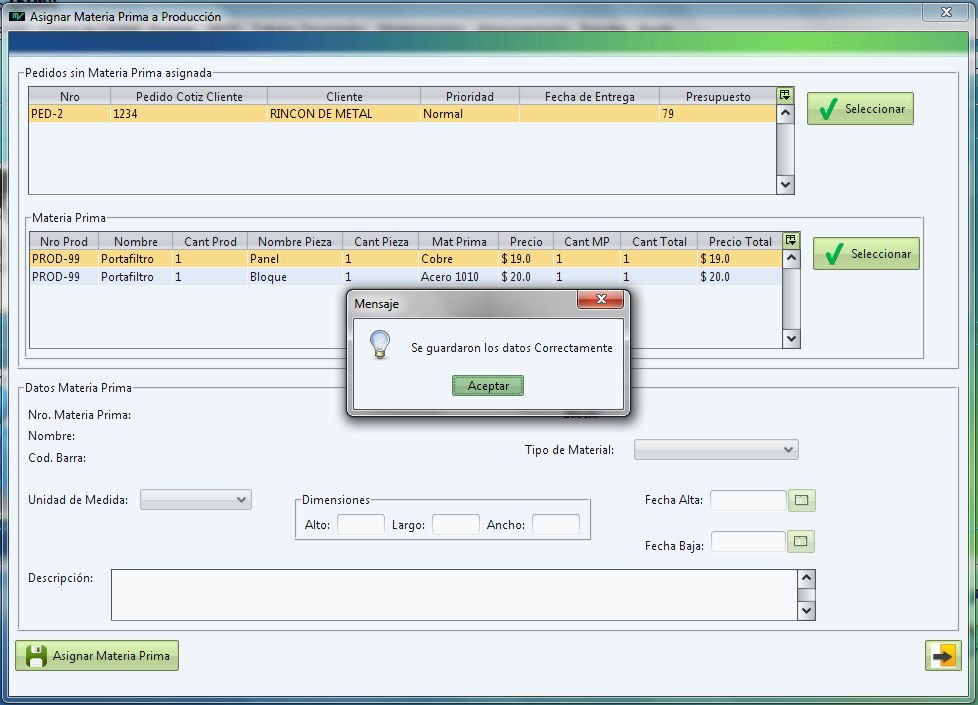 Asignar Materia Prima a Producción
Pedidos sin Materia Prima asignada
Nro Pedido Cotiz Cliente Cliente Prioridad Fecha de Entrega Presupuesto
PED-2 1234 RINCON DE METAL Normal 79
Seleccionar
Materia Prima
Nro Prod Nombre Cant Prod Nombre Pieza Cant Pieza Mat Prima Precio Cant MP Cant Total Precio Total
PROD-99 Portafiltro 1 Panel 1 Cobre $ 19.0 1 1 $ 19.0
PROD-99 Portafiltro 1 Bloque 1 Acero 1010 $ 20.0 1 1 $ 20.0
Seleccionar
Mensaje
Se guardaron los datos Correctamente
Aceptar
Datos Materia Prima
Nro. Materia Prima:
Nombre:
Cod. Barra:
Tipo de Material:
Unidad de Medida:
Dimensiones
Alto: Largo: Ancho:
Fecha Alta:
Fecha Baja:
Descripción:
Asignar Materia Prima